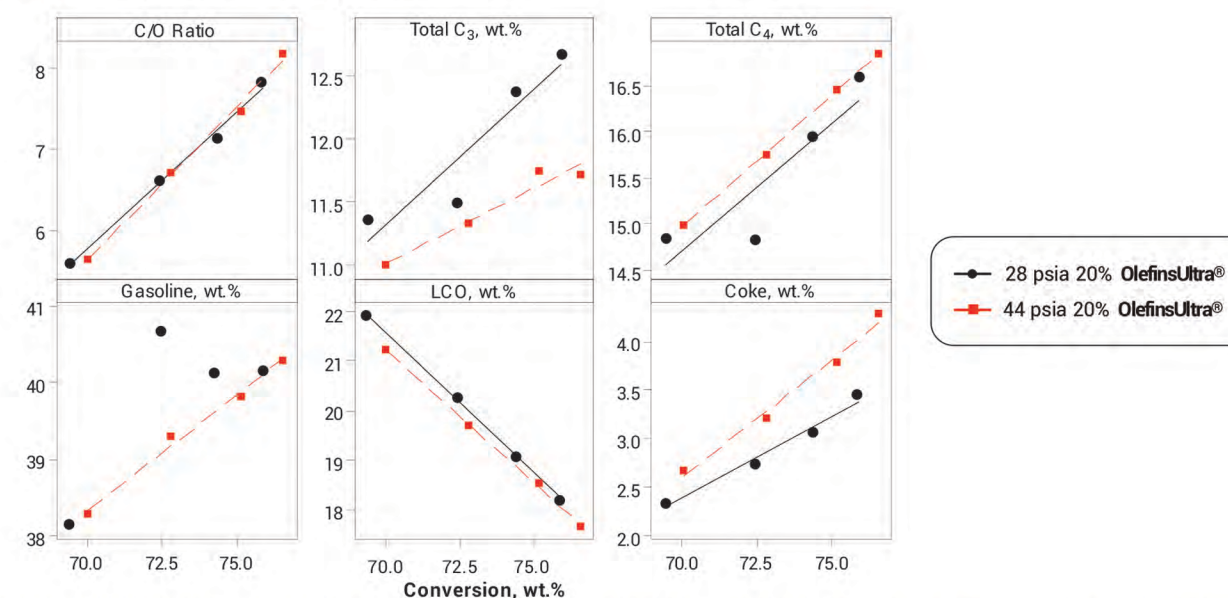 C/O Ratio
8
7
6
Total C₃, wt.%
12.5
12.0
11.5
11.0
Total C₄, wt.%
16.5
16.0
15.5
15.0
14.5
Gasoline, wt.%
41
40
39
38
70.0 72.5 75.0
LCO, wt.%
22
21
20
19
18
70.0 72.5 75.0
Coke, wt.%
4.0
3.5
3.0
2.5
2.0
70.0 72.5 75.0
Conversion, wt.%
28 psia 20% OlefinsUltra®
44 psia 20% OlefinsUltra®